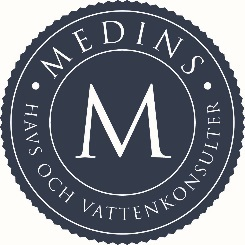 MEDINS
M
HAVS OCH VATTENKONSULTER